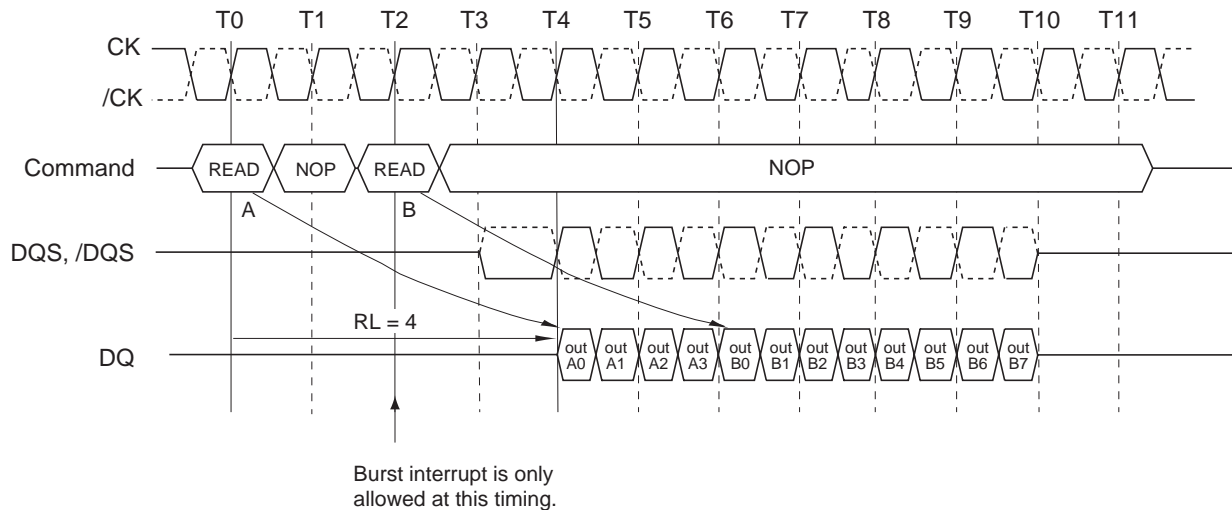 T0 T1 T2 T3 T4 T5 T6 T7 T8 T9 T10 T11
CK
/CK
Command READ NOP READ NOP
A B
DQS, /DQS
RL = 4
DQ out A0 out A1 out A2 out A3 out B0 out B1 out B2 out B3 out B4 out B5 out B6 out B7
Burst interrupt is only
allowed at this timing.